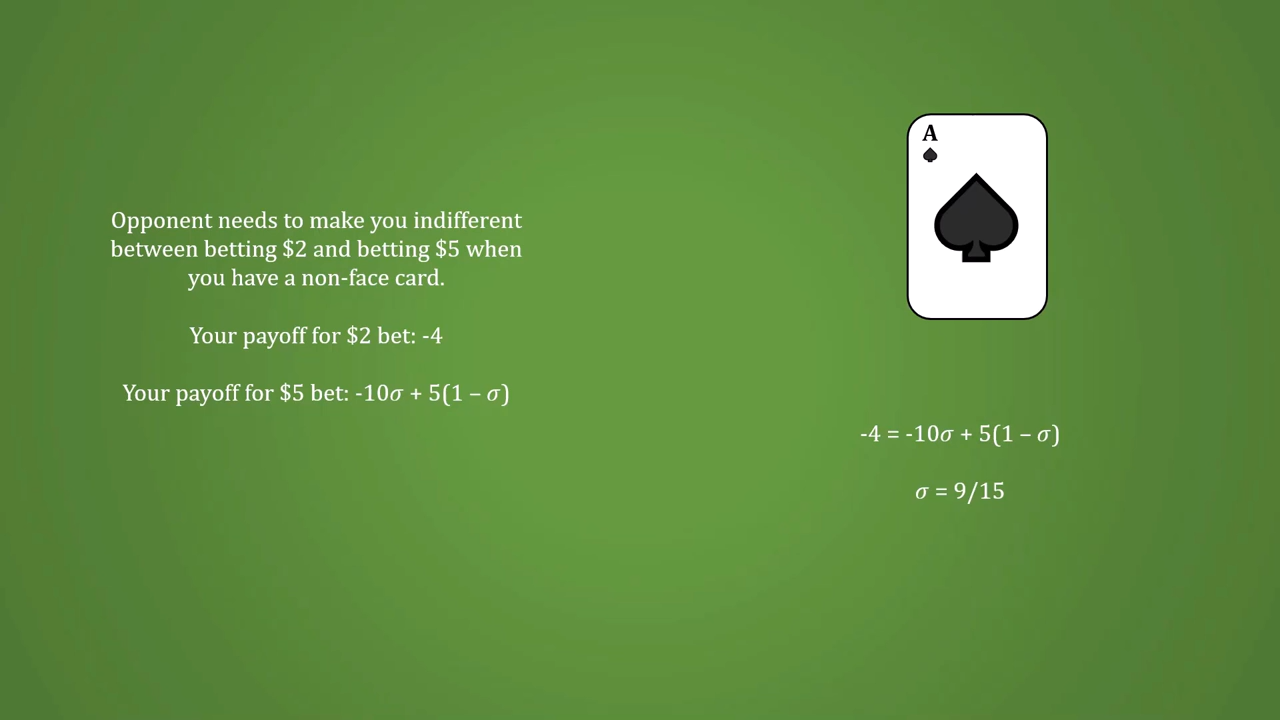 Opponent needs to make you indifferent
between betting $2 and betting $5 when
you have a non-face card.
Your payoff for $2 bet: -4
Your payoff for $5 bet: -10𝜎 + 5(1 – 𝜎)
A
-4 = -10𝜎 + 5(1 – 𝜎)
𝜎 = 9/15